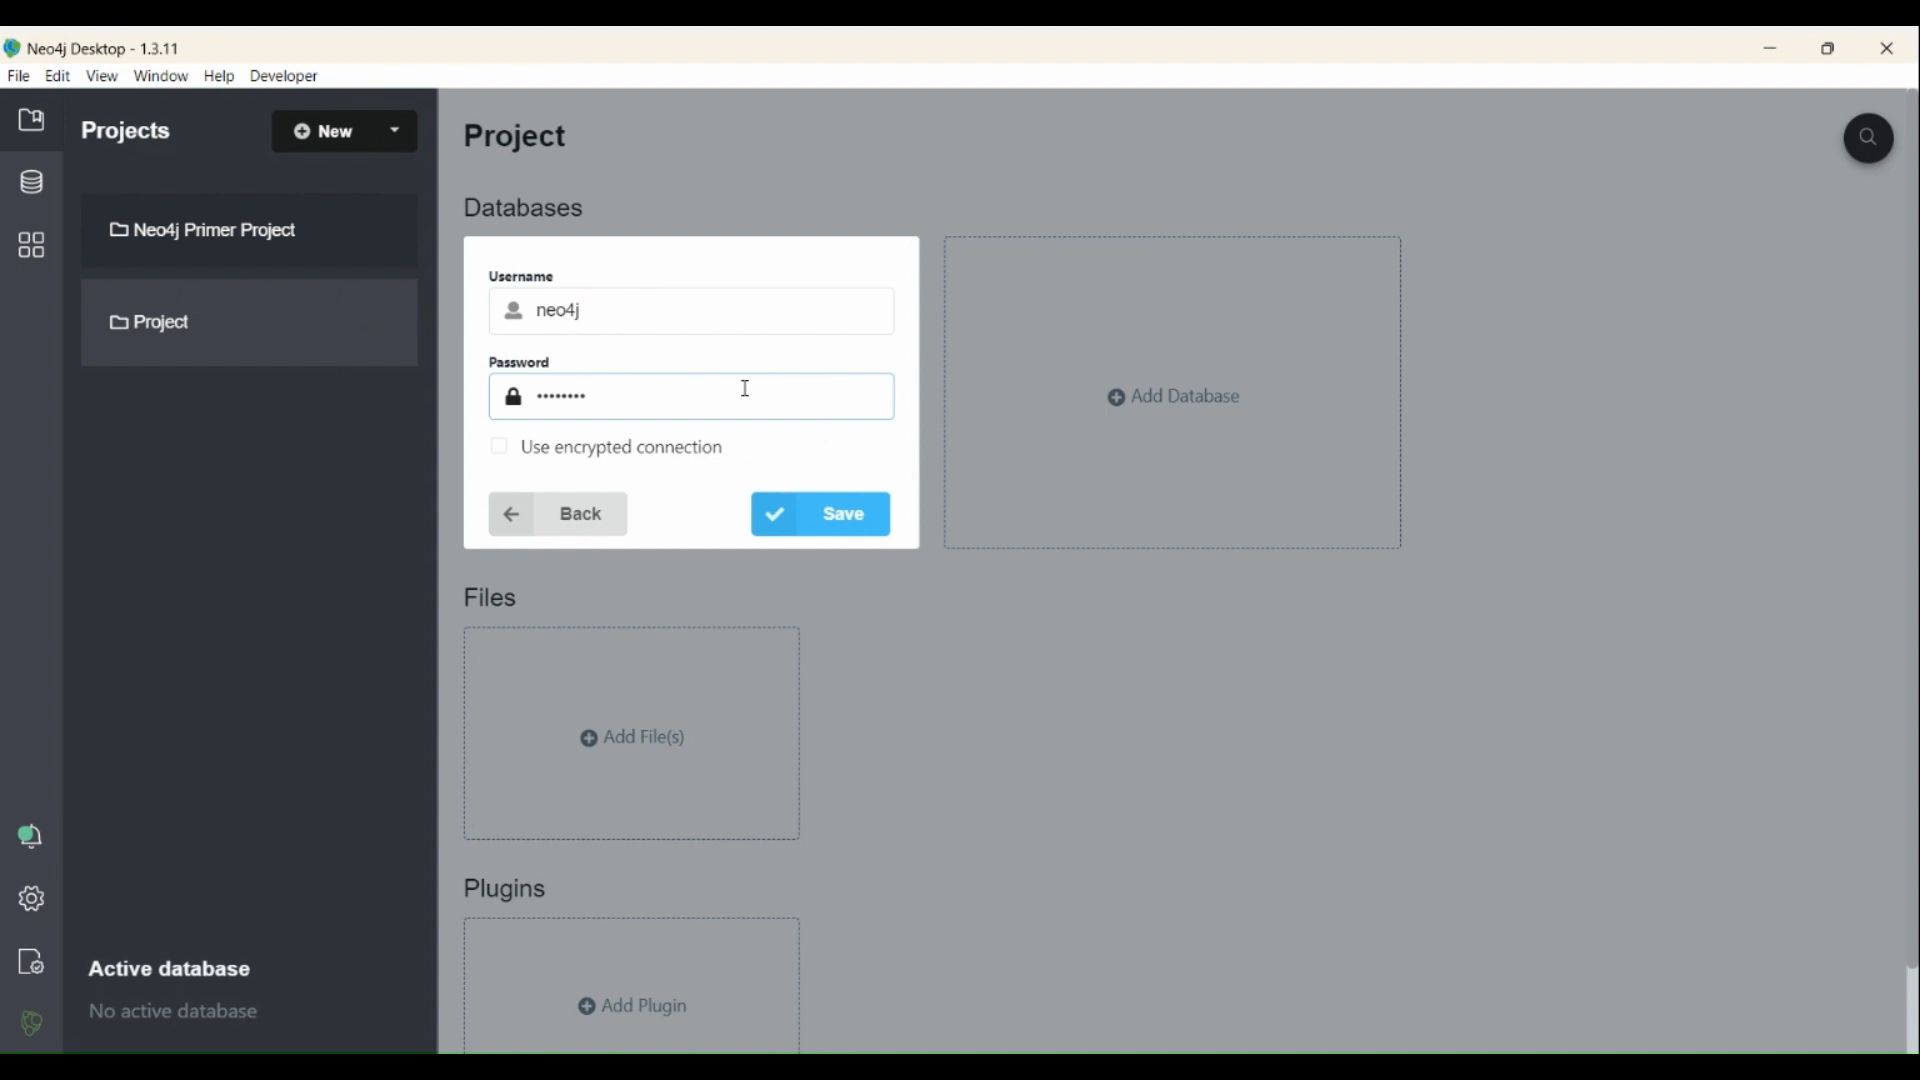 Neo4j Desktop - 1.3.11
File Edit View Window Help Developer
Projects
New
Neo4j Primer Project
Project
Active database
No active database
Project
Databases
Username
neo4j
Password
••••••••
Use encrypted connection
Back
Save
Add Database
Files
Add File(s)
Plugins
Add Plugin